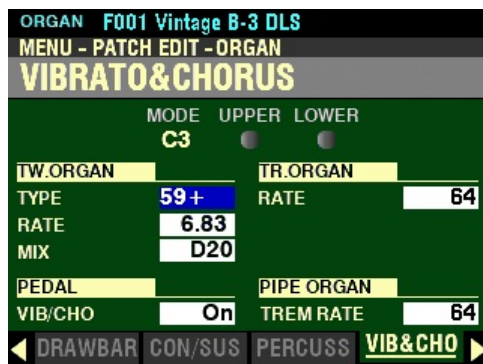 ORGAN F001 Vintage B-3 DLS
MENU - PATCH EDIT - ORGAN
VIBRATO&CHORUS
MODE UPPER LOWER
C3
TW.ORGAN TR.ORGAN
TYPE 59+ RATE 64
RATE 6.83
MIX D20
PEDAL PIPE ORGAN
VIB/CHO On TREM RATE 64
DRAWBAR CON/SUS PERCUSS VIB&CHO